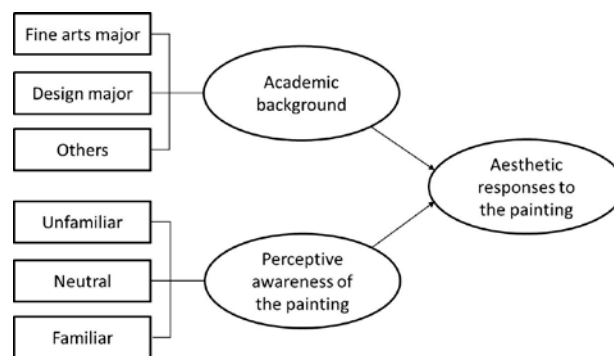 Fine arts major
Design major
Others
Academic
background
Unfamiliar
Neutral
Familiar
Perceptive
awareness of
the painting
Aesthetic
responses to
the painting